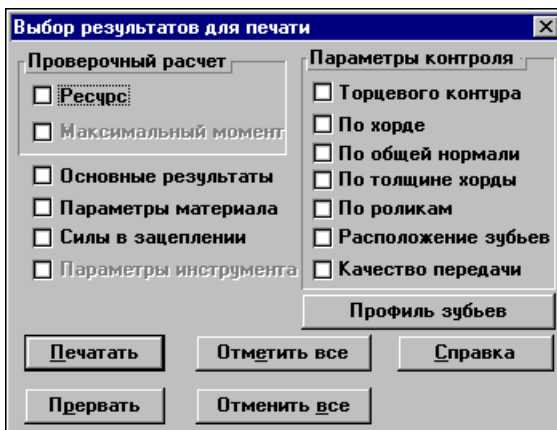 Выбор результатов для печати
Проверочный расчет
Ресурс
Максимальный момент
Основные результаты
Параметры материала
Силы в зацеплении
Параметры инструмента
Параметры контроля
Торцевого контура
По хорде
По общей нормали
По толщине хорды
По роликам
Расположение зубьев
Качество передачи
Профиль зубьев
Печатать
Отметить все
Справка
Прервать
Отменить все